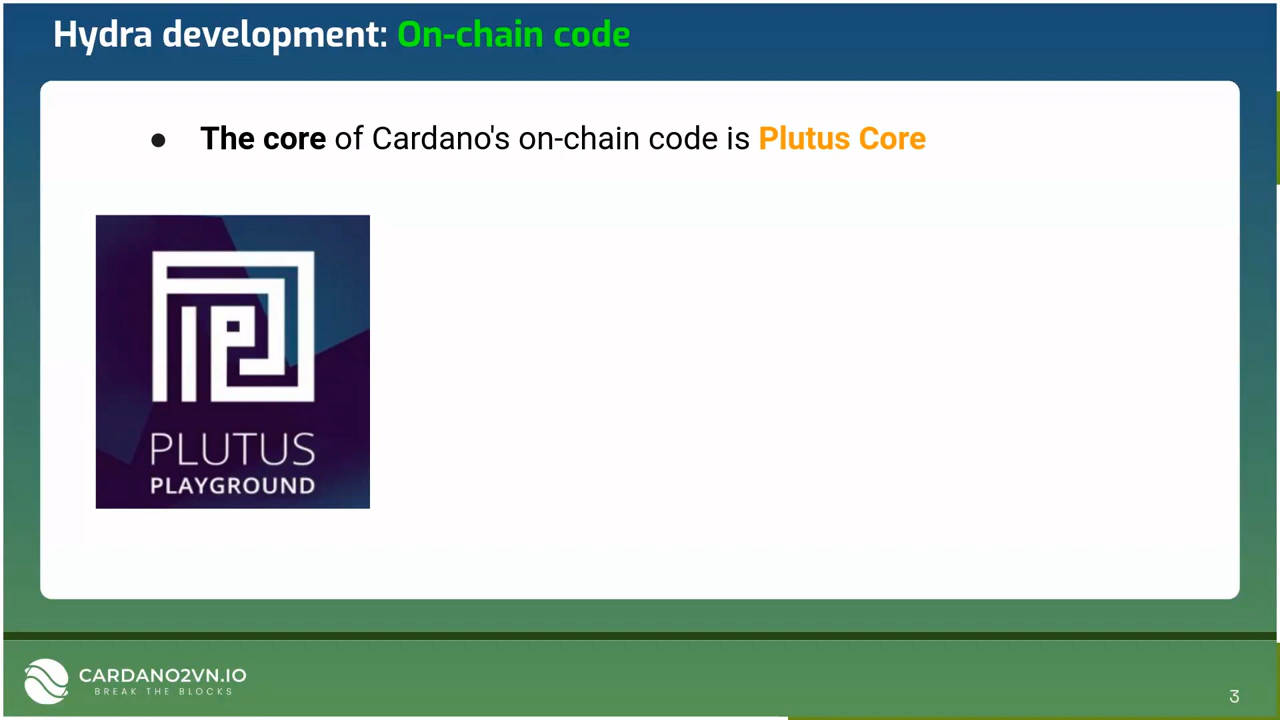 Hydra development: On-chain code
● The core of Cardano's on-chain code is Plutus Core
PLUTUS
PLAYGROUND
CARDANO2VN.IO
BREAK THE BLOCKS
3